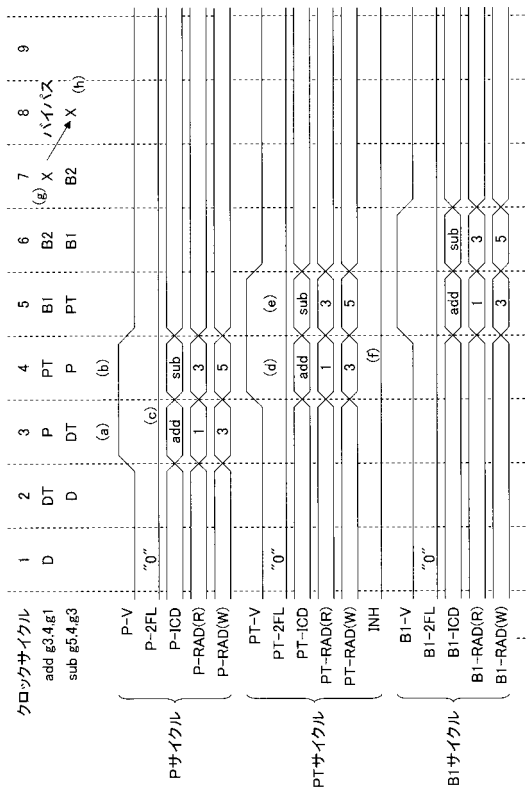 クロックサイクル 1 2 3 4 5 6 7 8 9
add g3,4,g1 D DT P PT B1 B2 X バイパス
sub g5,4,g3 D DT P PT B1 B2 X
(a) (b) (g) (h)
Pサイクル
P-V
P-2FL "0" (c)
P-ICD add sub
P-RAD(R) 1 3
P-RAD(W) 3 5
PTサイクル
PT-V
PT-2FL "0" (d) (e)
PT-ICD add sub
PT-RAD(R) 1 3
PT-RAD(W) 3 5
INH (f)
B1サイクル
B1-V
B1-2FL "0"
B1-ICD add sub
B1-RAD(R) 1 3
B1-RAD(W) 3 5